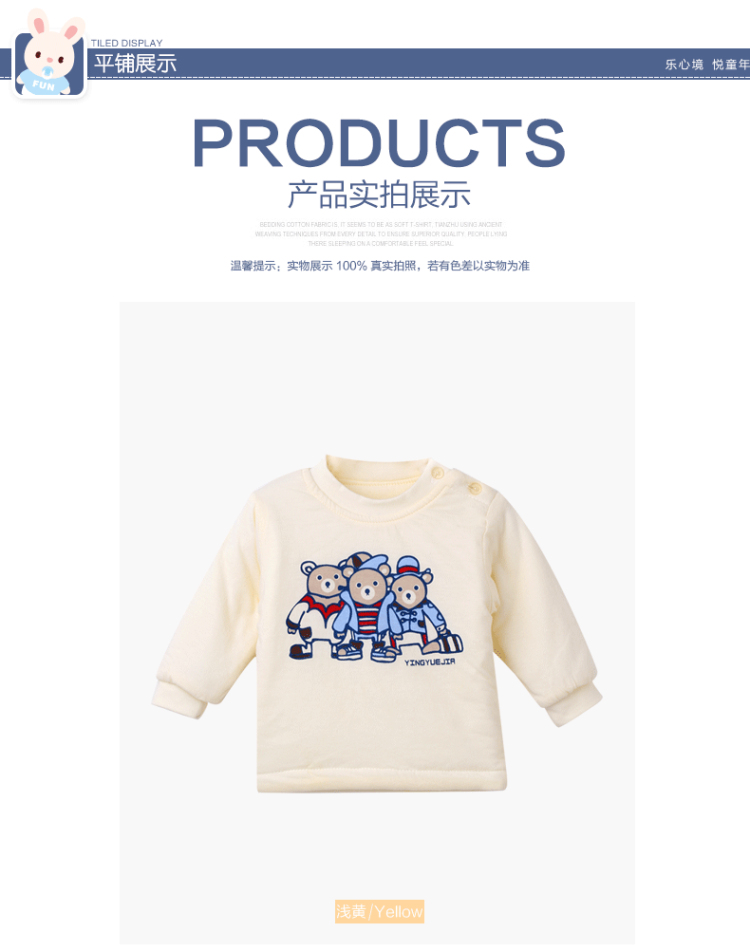 TILED DISPLAY
平铺展示
乐心境 悦童年
FUN
PRODUCTS
产品实拍展示
BEDDING COTTON FABRIC IS, IT SEEMS TO BE AS SOFT T-SHIRT, TIANZHU USING ANCIENT
WEAVING TECHNIQUES FROM EVERY DETAIL TO ENSURE SUPERIOR QUALITY. PEOPLE LYING
THERE SLEEPING ON A COMFORTABLE FEEL SPECIAL
温馨提示：实物展示 100% 真实拍照，若有色差以实物为准
YINGYUEJIA
浅黄/Yellow